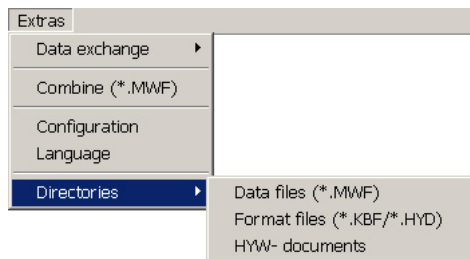 Extras
Data exchange
Combine (*.MWF)
Configuration
Language
Directories
Data files (*.MWF)
Format files (*.KBF/*.HYD)
HYW- documents